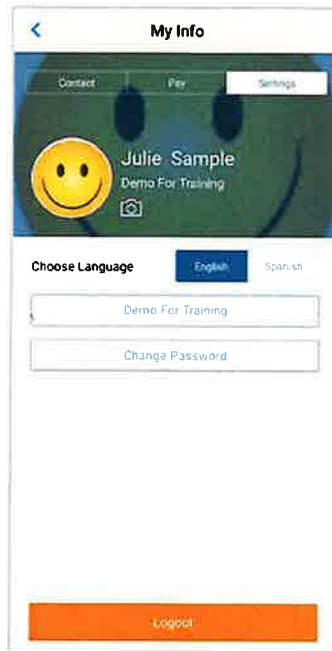 My Info
Contact Pay Settings
Julie Sample
Demo For Training
Choose Language English Spanish
Demo For Training
Change Password
Logout